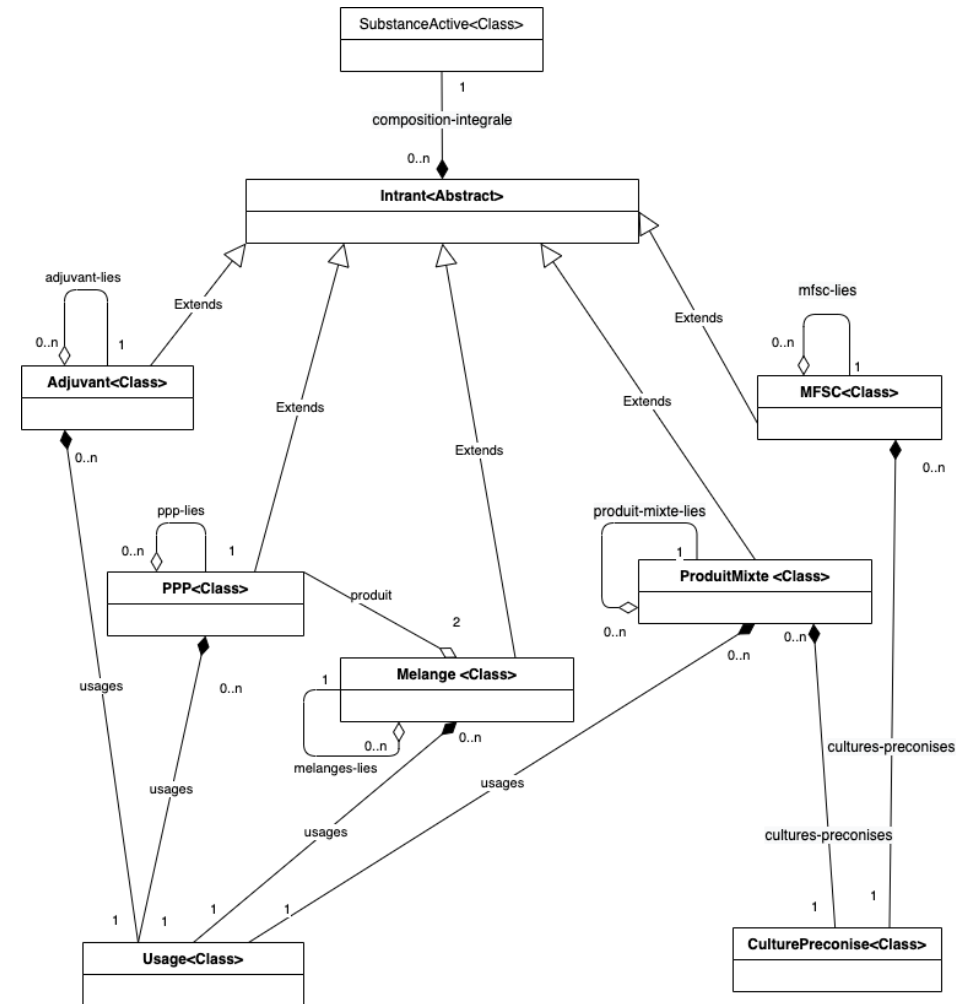 SubstanceActive<Class>
1
composition-integrale
0..n
Intrant<Abstract>
adjuvant-lies
Extends
mfsc-lies
Extends
0..n
1
0..n
1
Adjuvant<Class>
MFSC<Class>
Extends
Extends
Extends
0..n
0..n
ppp-lies
produit-mixte-lies
0..n
1
1
PPP<Class>
ProduitMixte <Class>
produit
2
0..n
0..n
0..n
Melange <Class>
usages
0..n
1
0..n
0..n
melanges-lies
cultures-preconises
usages
usages
usages
cultures-preconises
1
1
1
1
1
1
Usage<Class>
CulturePreconise<Class>